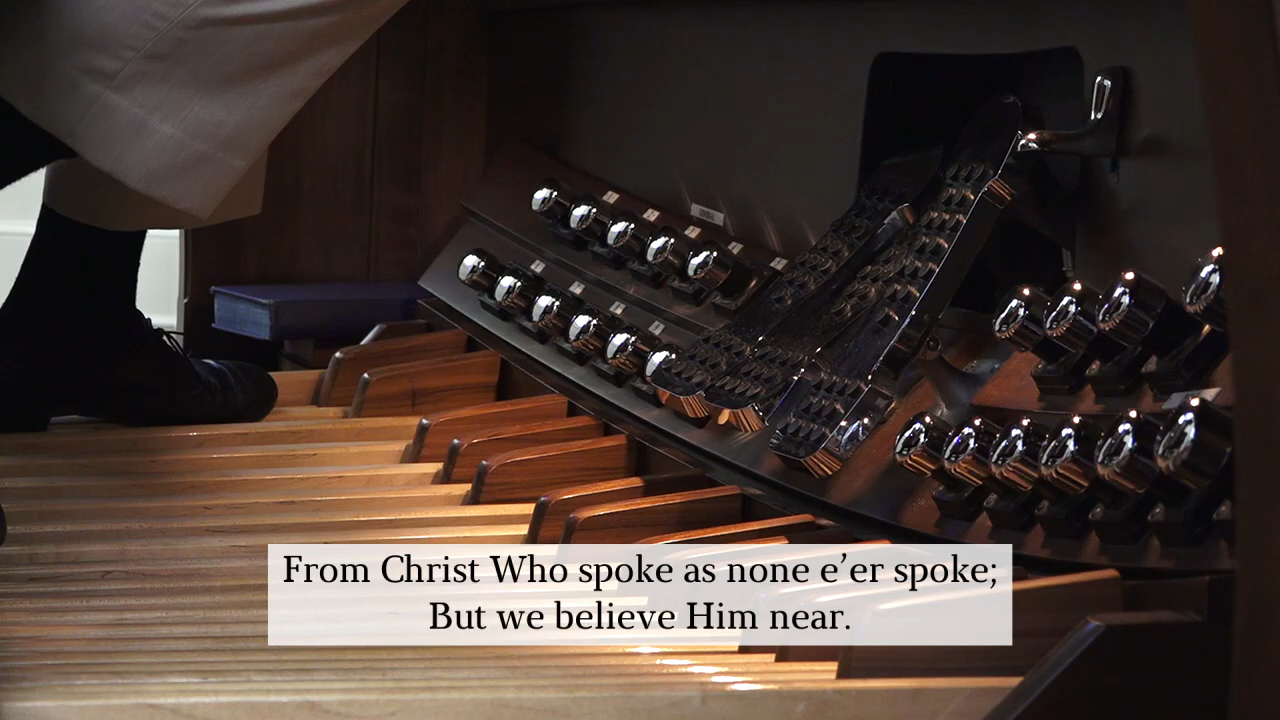 From Christ Who spoke as none e’er spoke;
But we believe Him near.